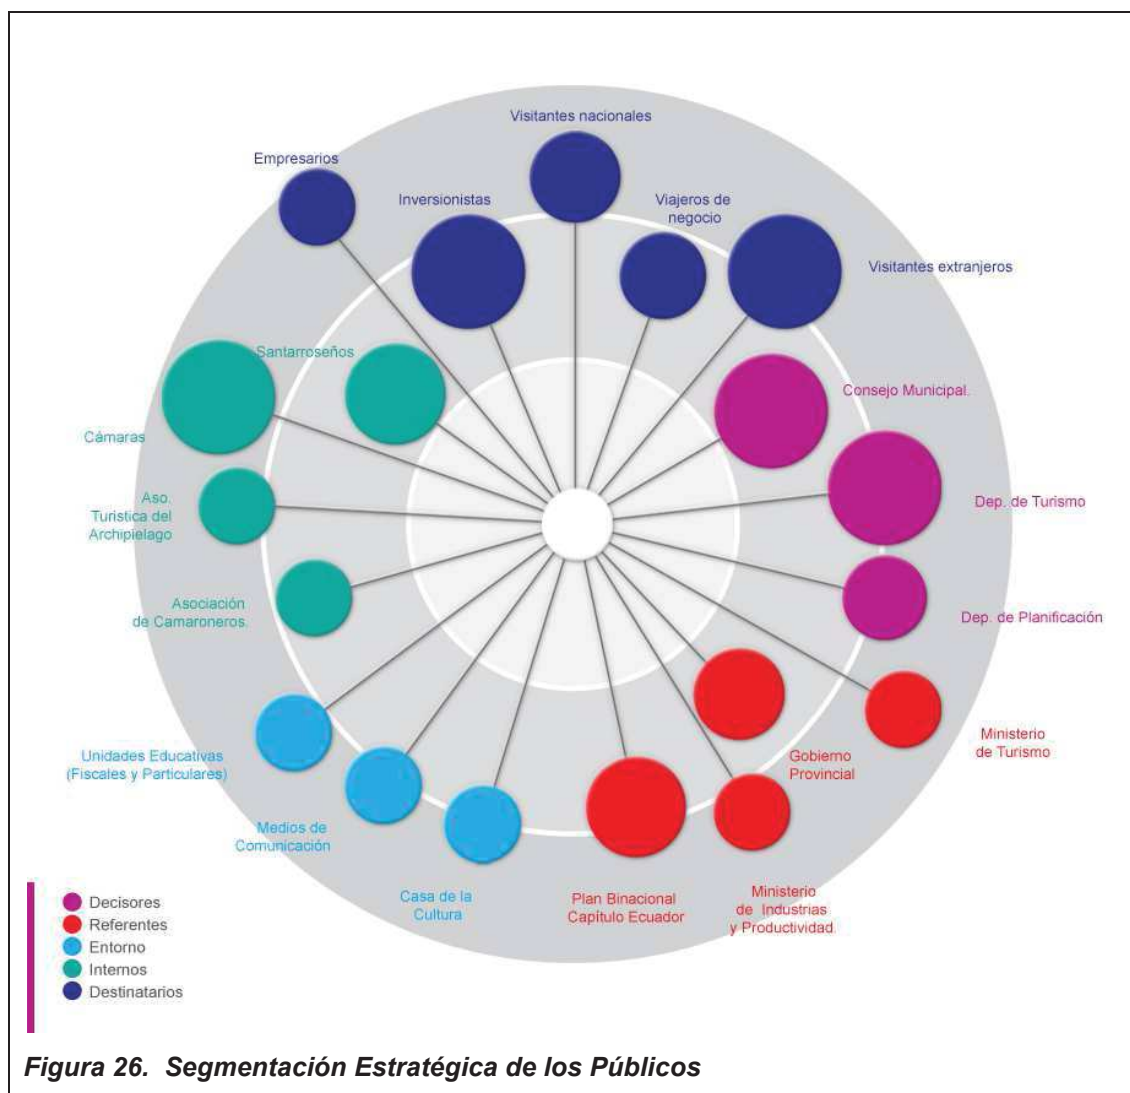 Visitantes nacionales
Empresarios
Inversionistas
Viajeros de
negocio
Visitantes extranjeros
Santarroseños
Consejo Municipal.
Cámaras
Dep. de Turismo
Aso.
Turistica del
Archipielago
Asociación
de Camaroneros.
Dep. de Planificación
Ministerio
de Turismo
Gobierno
Provincial
Unidades Educativas
(Fiscales y Particulares)
Medios de
Comunicación
Casa de la
Cultura
Plan Binacional
Capítulo Ecuador
Ministerio
de Industrias
y Productividad.
Decisores
Referentes
Entorno
Internos
Destinatarios
Figura 26. Segmentación Estratégica de los Públicos